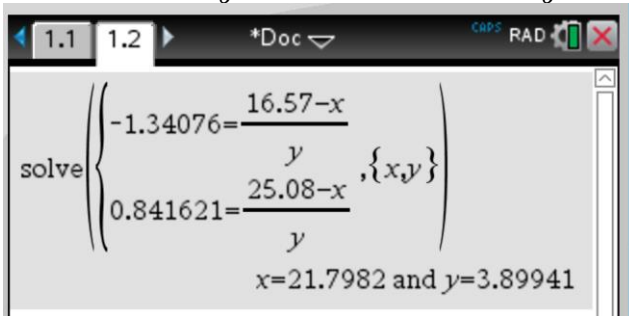 1.1 1.2 *Doc CAPS RAD
-1.34076=(16.57-x)/y
solve({ ,{x,y})
0.841621=(25.08-x)/y
x=21.7982 and y=3.89941